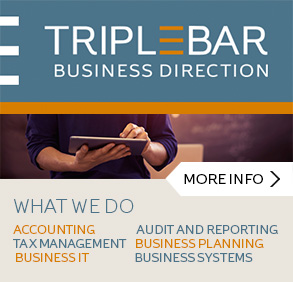 TRIPLEBAR
BUSINESS DIRECTION
MORE INFO
WHAT WE DO
ACCOUNTING AUDIT AND REPORTING
TAX MANAGEMENT BUSINESS PLANNING
BUSINESS IT BUSINESS SYSTEMS